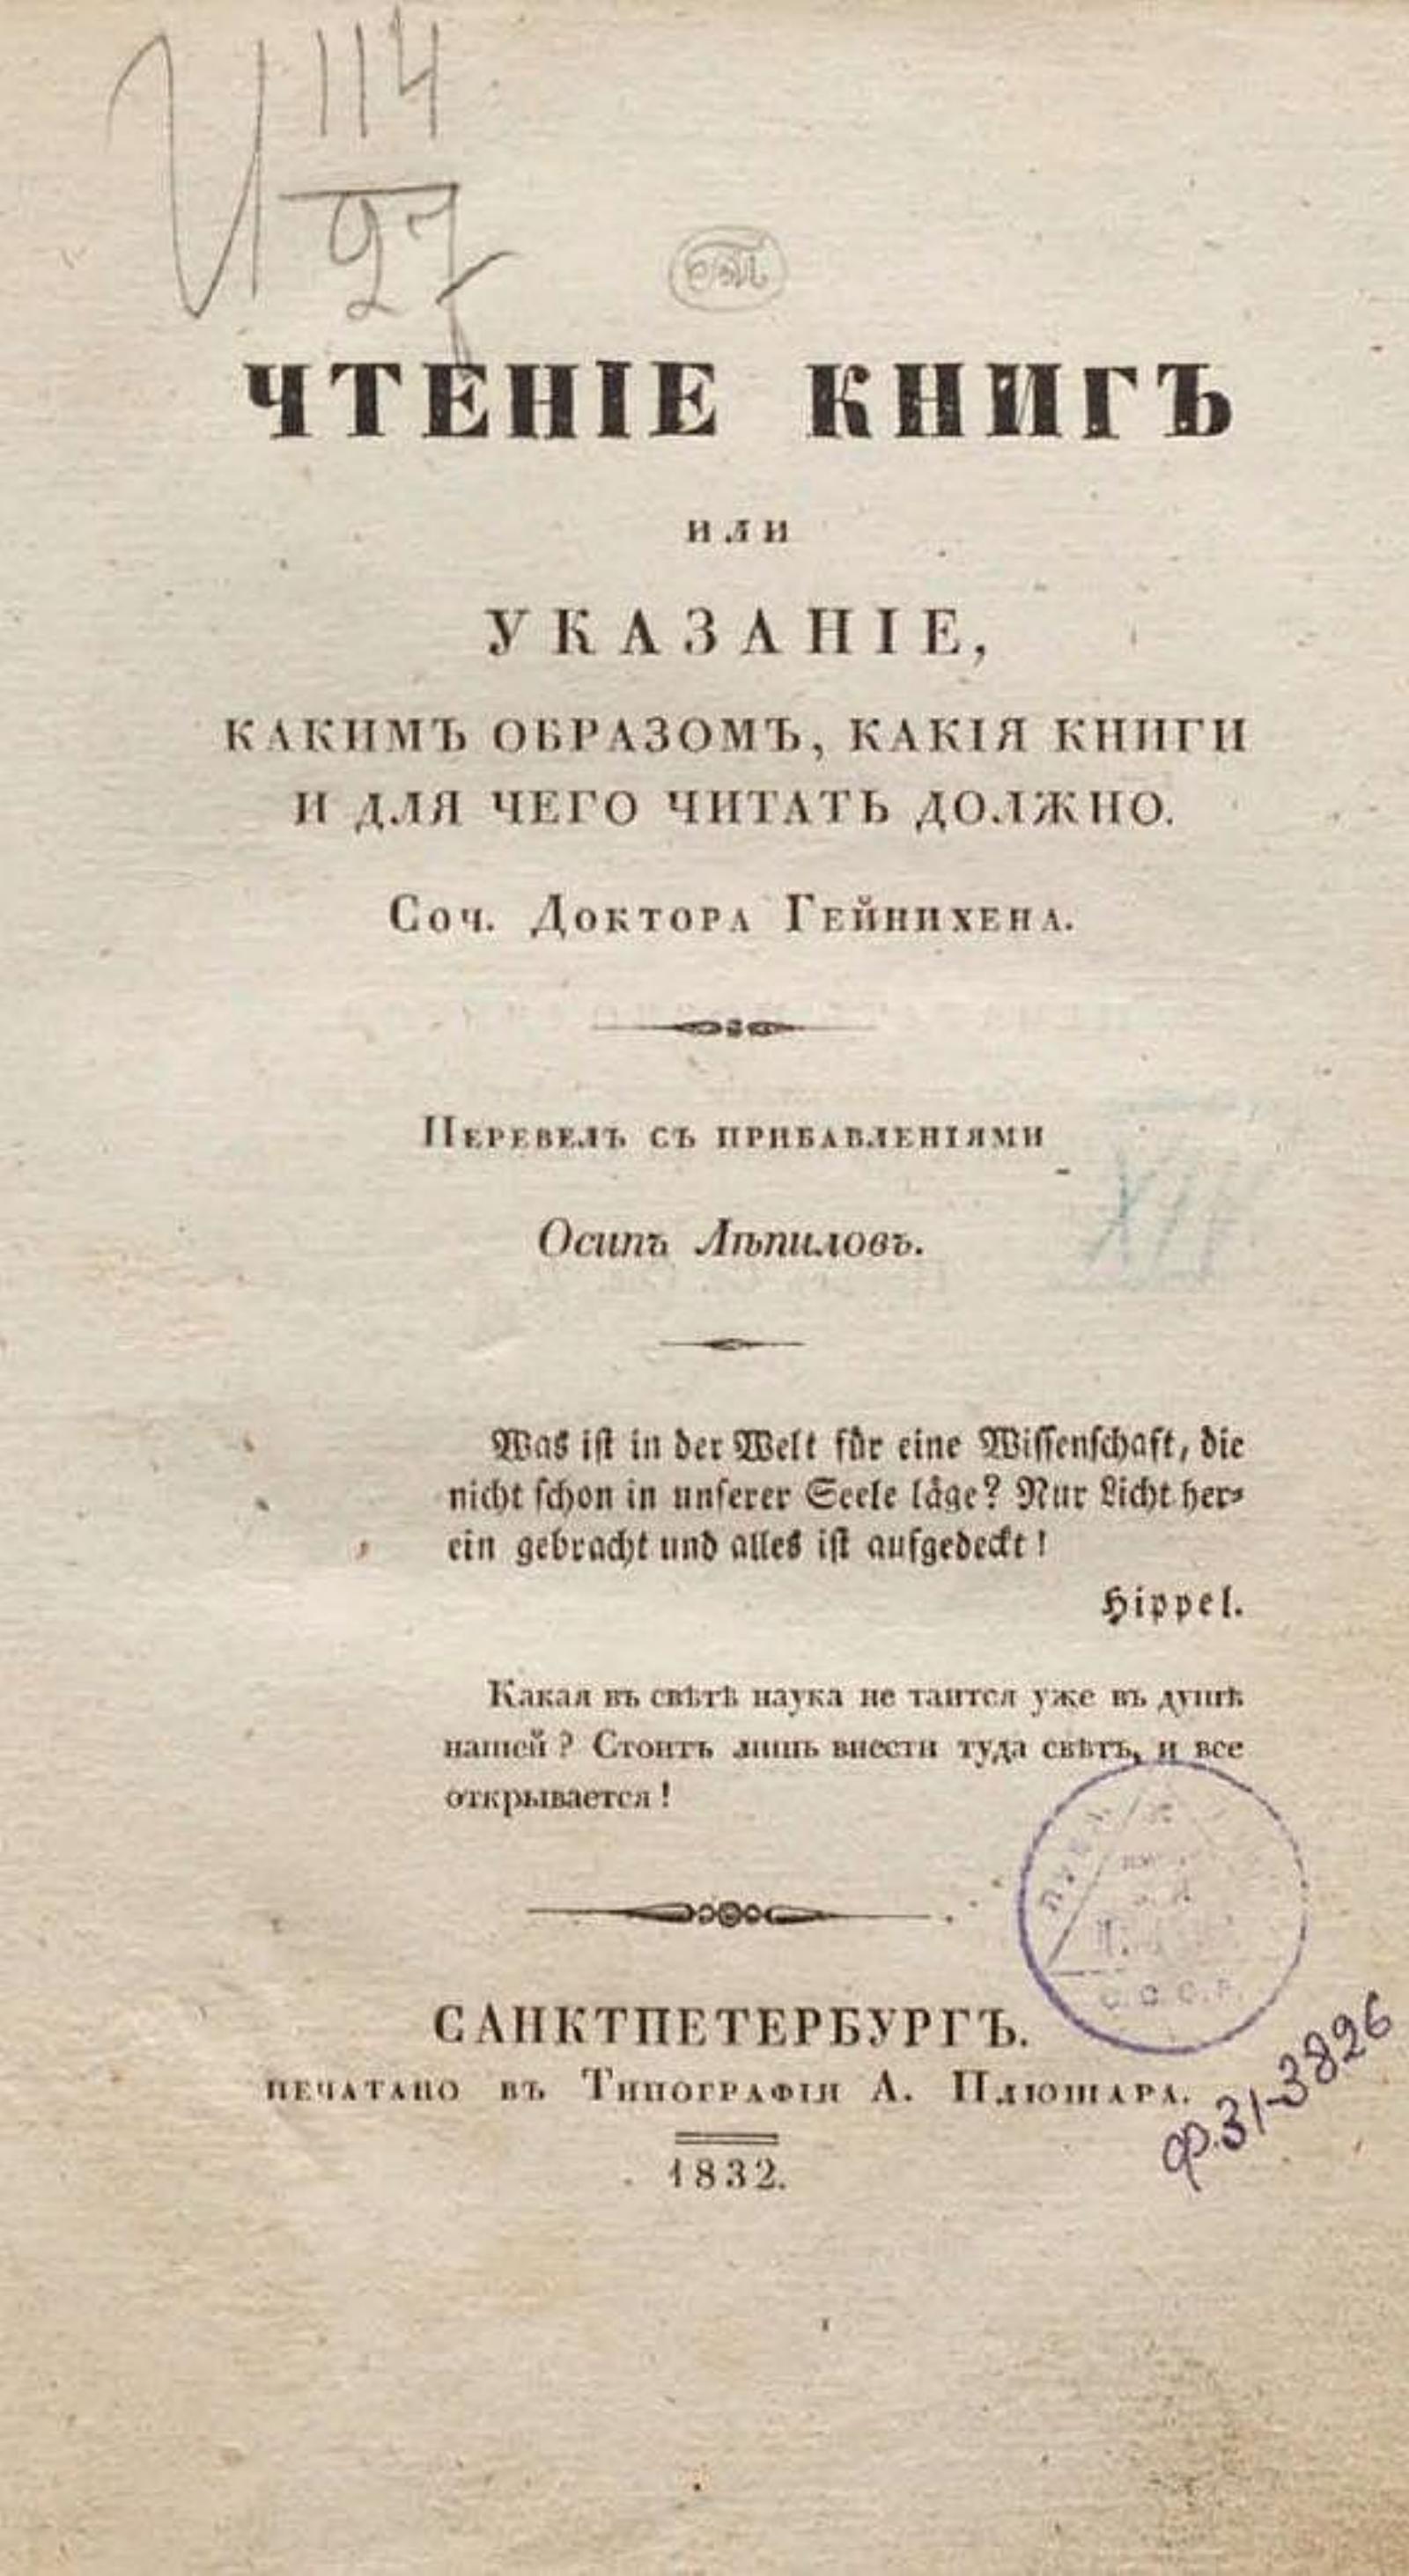 И 114
27
ЧТЕНІЕ КНИГЪ
ИЛИ
УКАЗАНІЕ,
КАКИМЪ ОБРАЗОМЪ, КАКІЯ КНИГИ
И ДЛЯ ЧЕГО ЧИТАТЬ ДОЛЖНО.
Соч. Доктора Гейнихена.
Перевелъ съ прибавленіями
Осипъ Лѣпиловъ.
Was ist in der Welt für eine Wissenschaft, die
nicht schon in unserer Seele läge? Nur Licht her-
ein gebracht und alles ist aufgedeckt!
Hippel.
Какая въ свѣтѣ наука не таится уже въ душѣ
нашей? Стоитъ лишь внести туда свѣтъ, и все
открывается!
С.С.С.Р.
САНКТПЕТЕРБУРГЪ.
печатано въ Типографіи А. Плюшара.
ф.31-3826
1832.